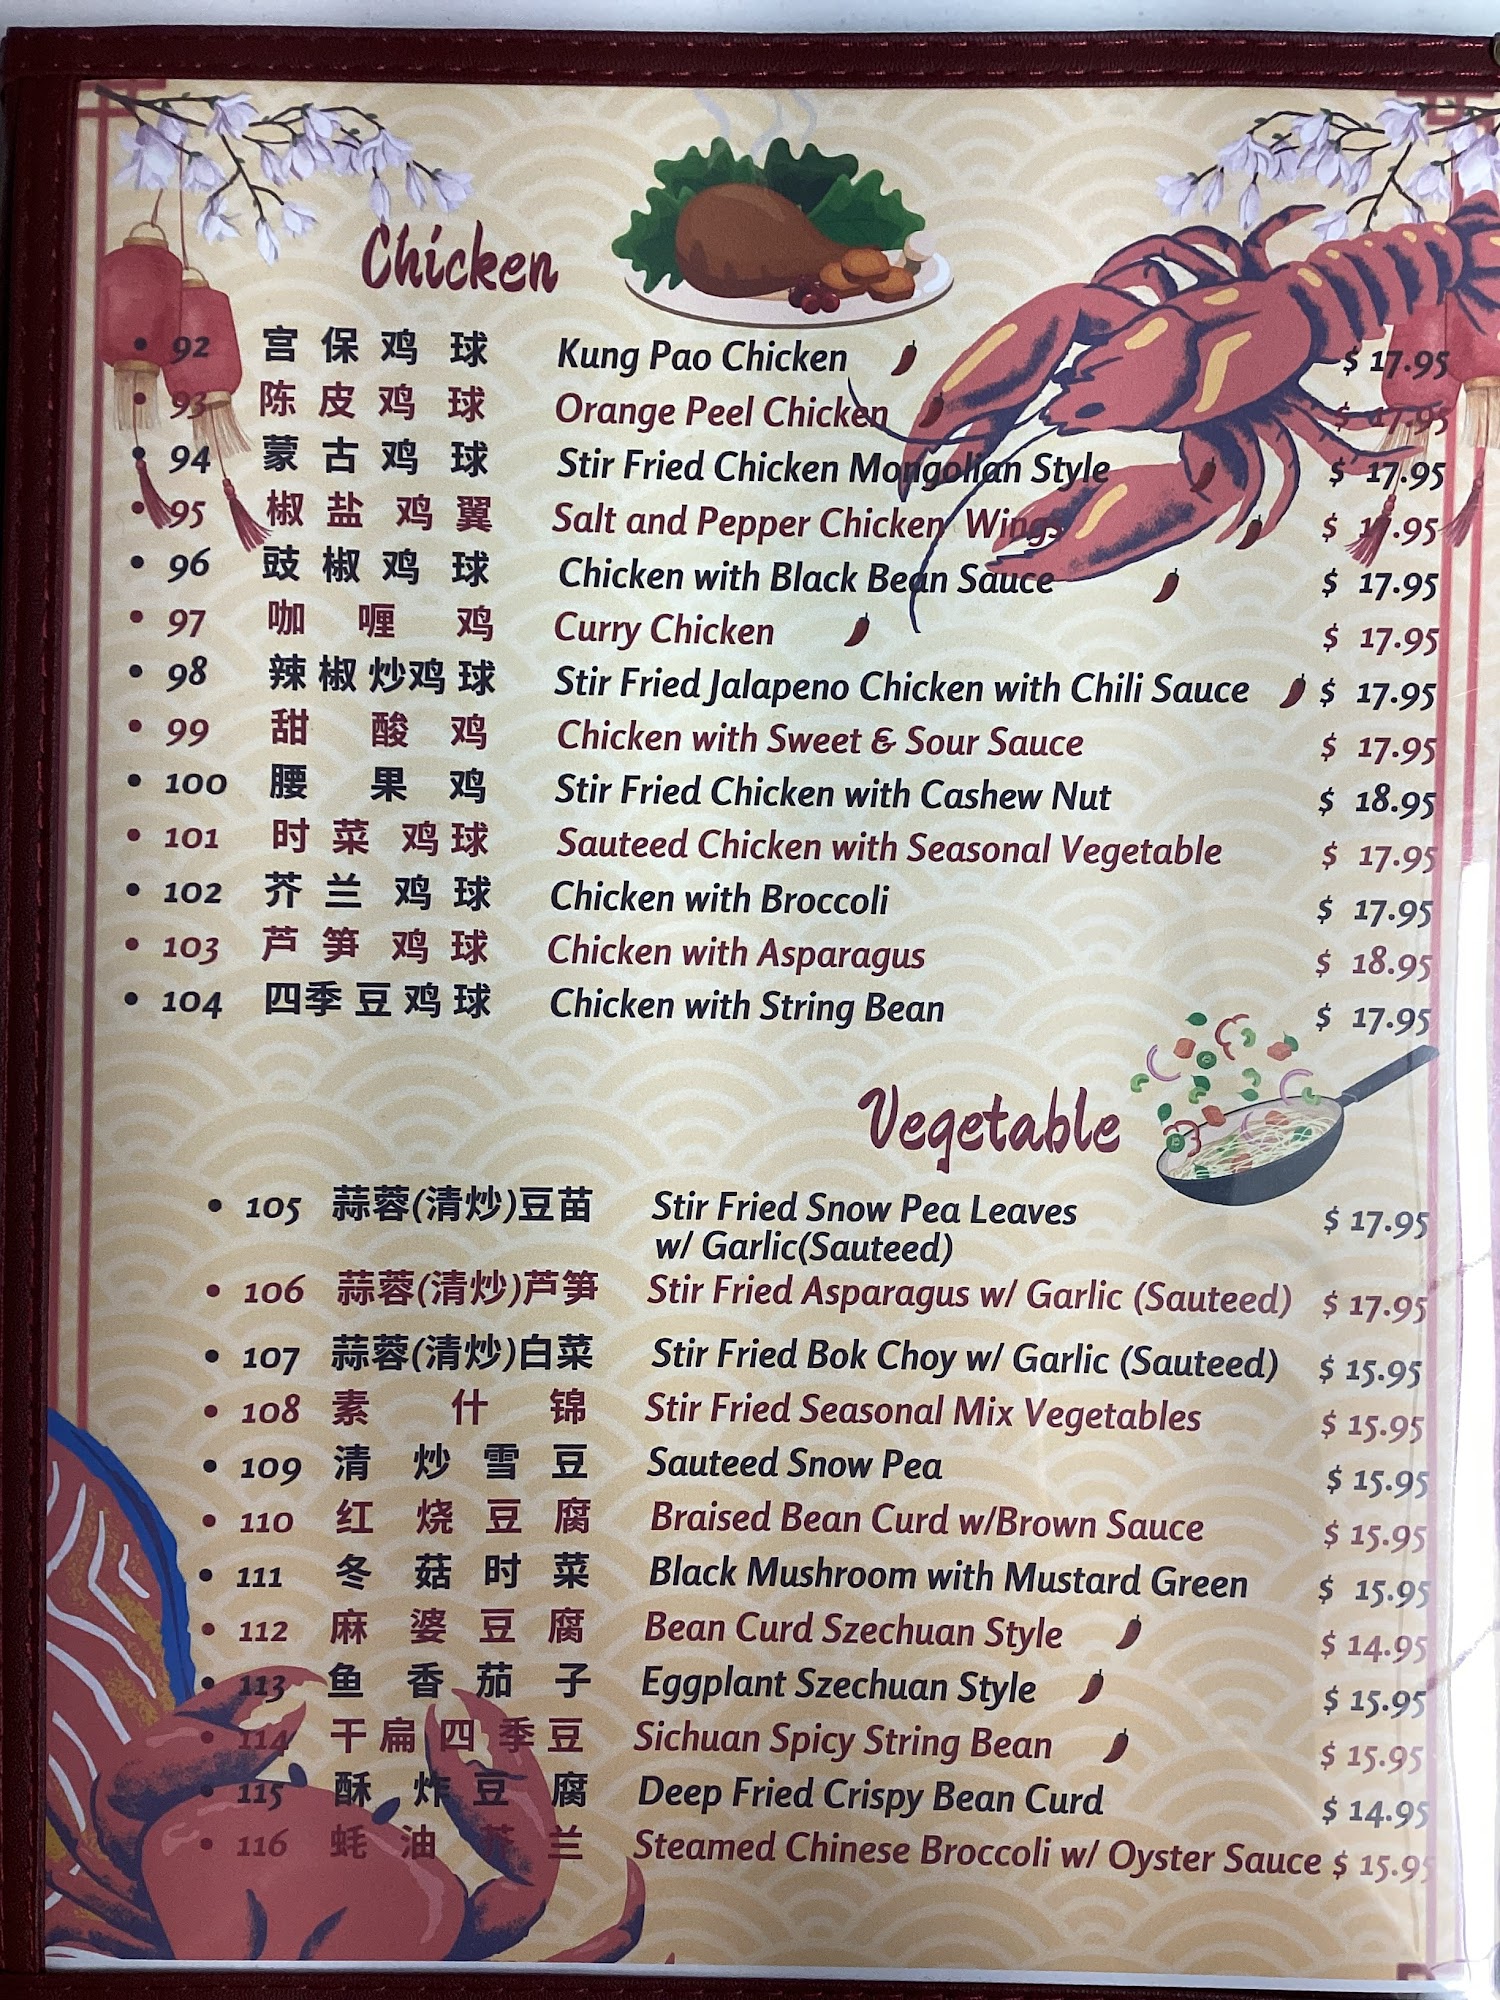 Chicken
• 92 宫保鸡球 Kung Pao Chicken $ 17.95
• 93 陈皮鸡球 Orange Peel Chicken $ 17.95
• 94 蒙古鸡球 Stir Fried Chicken Mongolian Style $ 17.95
• 95 椒盐鸡翼 Salt and Pepper Chicken Wings $ 17.95
• 96 豉椒鸡球 Chicken with Black Bean Sauce $ 17.95
• 97 咖喱鸡 Curry Chicken $ 17.95
• 98 辣椒炒鸡球 Stir Fried Jalapeno Chicken with Chili Sauce $ 17.95
• 99 甜酸鸡 Chicken with Sweet & Sour Sauce $ 17.95
• 100 腰果鸡 Stir Fried Chicken with Cashew Nut $ 18.95
• 101 时菜鸡球 Sauteed Chicken with Seasonal Vegetable $ 17.95
• 102 芥兰鸡球 Chicken with Broccoli $ 17.95
• 103 芦笋鸡球 Chicken with Asparagus $ 18.95
• 104 四季豆鸡球 Chicken with String Bean $ 17.95
Vegetable
• 105 蒜蓉(清炒)豆苗 Stir Fried Snow Pea Leaves $ 17.95
w/ Garlic(Sauteed)
• 106 蒜蓉(清炒)芦笋 Stir Fried Asparagus w/ Garlic (Sauteed) $ 17.95
• 107 蒜蓉(清炒)白菜 Stir Fried Bok Choy w/ Garlic (Sauteed) $ 15.95
• 108 素什锦 Stir Fried Seasonal Mix Vegetables $ 15.95
• 109 清炒雪豆 Sauteed Snow Pea $ 15.95
• 110 红烧豆腐 Braised Bean Curd w/Brown Sauce $ 15.95
• 111 冬菇时菜 Black Mushroom with Mustard Green $ 15.95
• 112 麻婆豆腐 Bean Curd Szechuan Style $ 14.95
• 113 鱼香茄子 Eggplant Szechuan Style $ 15.95
• 114 干扁四季豆 Sichuan Spicy String Bean $ 15.95
• 115 酥炸豆腐 Deep Fried Crispy Bean Curd $ 14.95
• 116 蚝油芥兰 Steamed Chinese Broccoli w/ Oyster Sauce $ 15.95